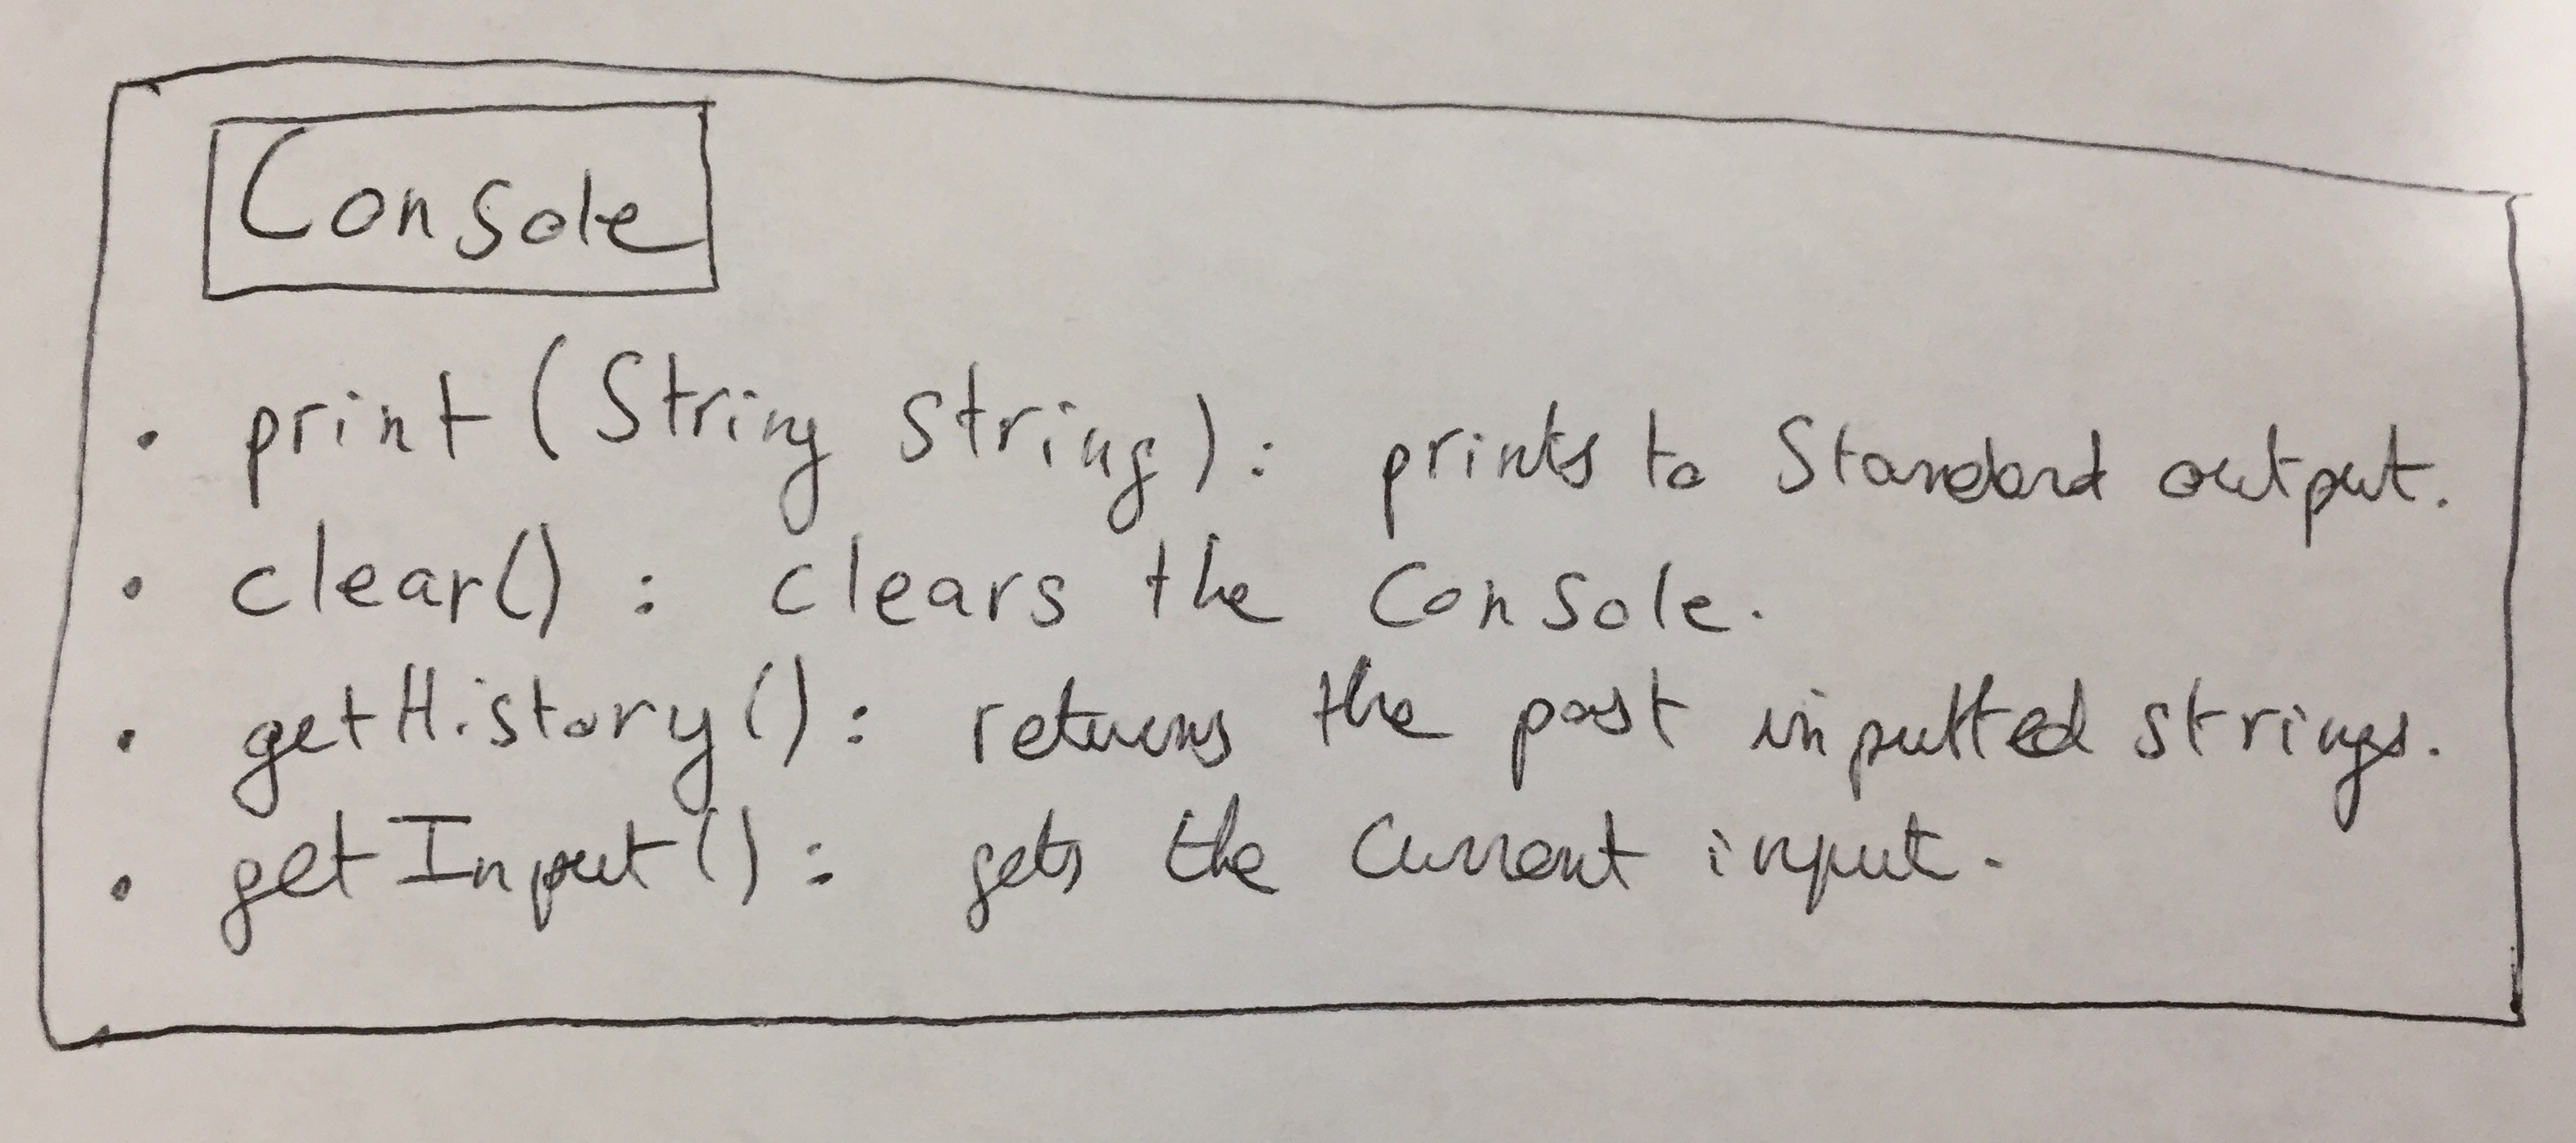 Console
• print (String string) : prints to Standard output.
• clear() : clears the Console.
• getHistory() : returns the past inputted strings.
• getInput() : gets the Current input.